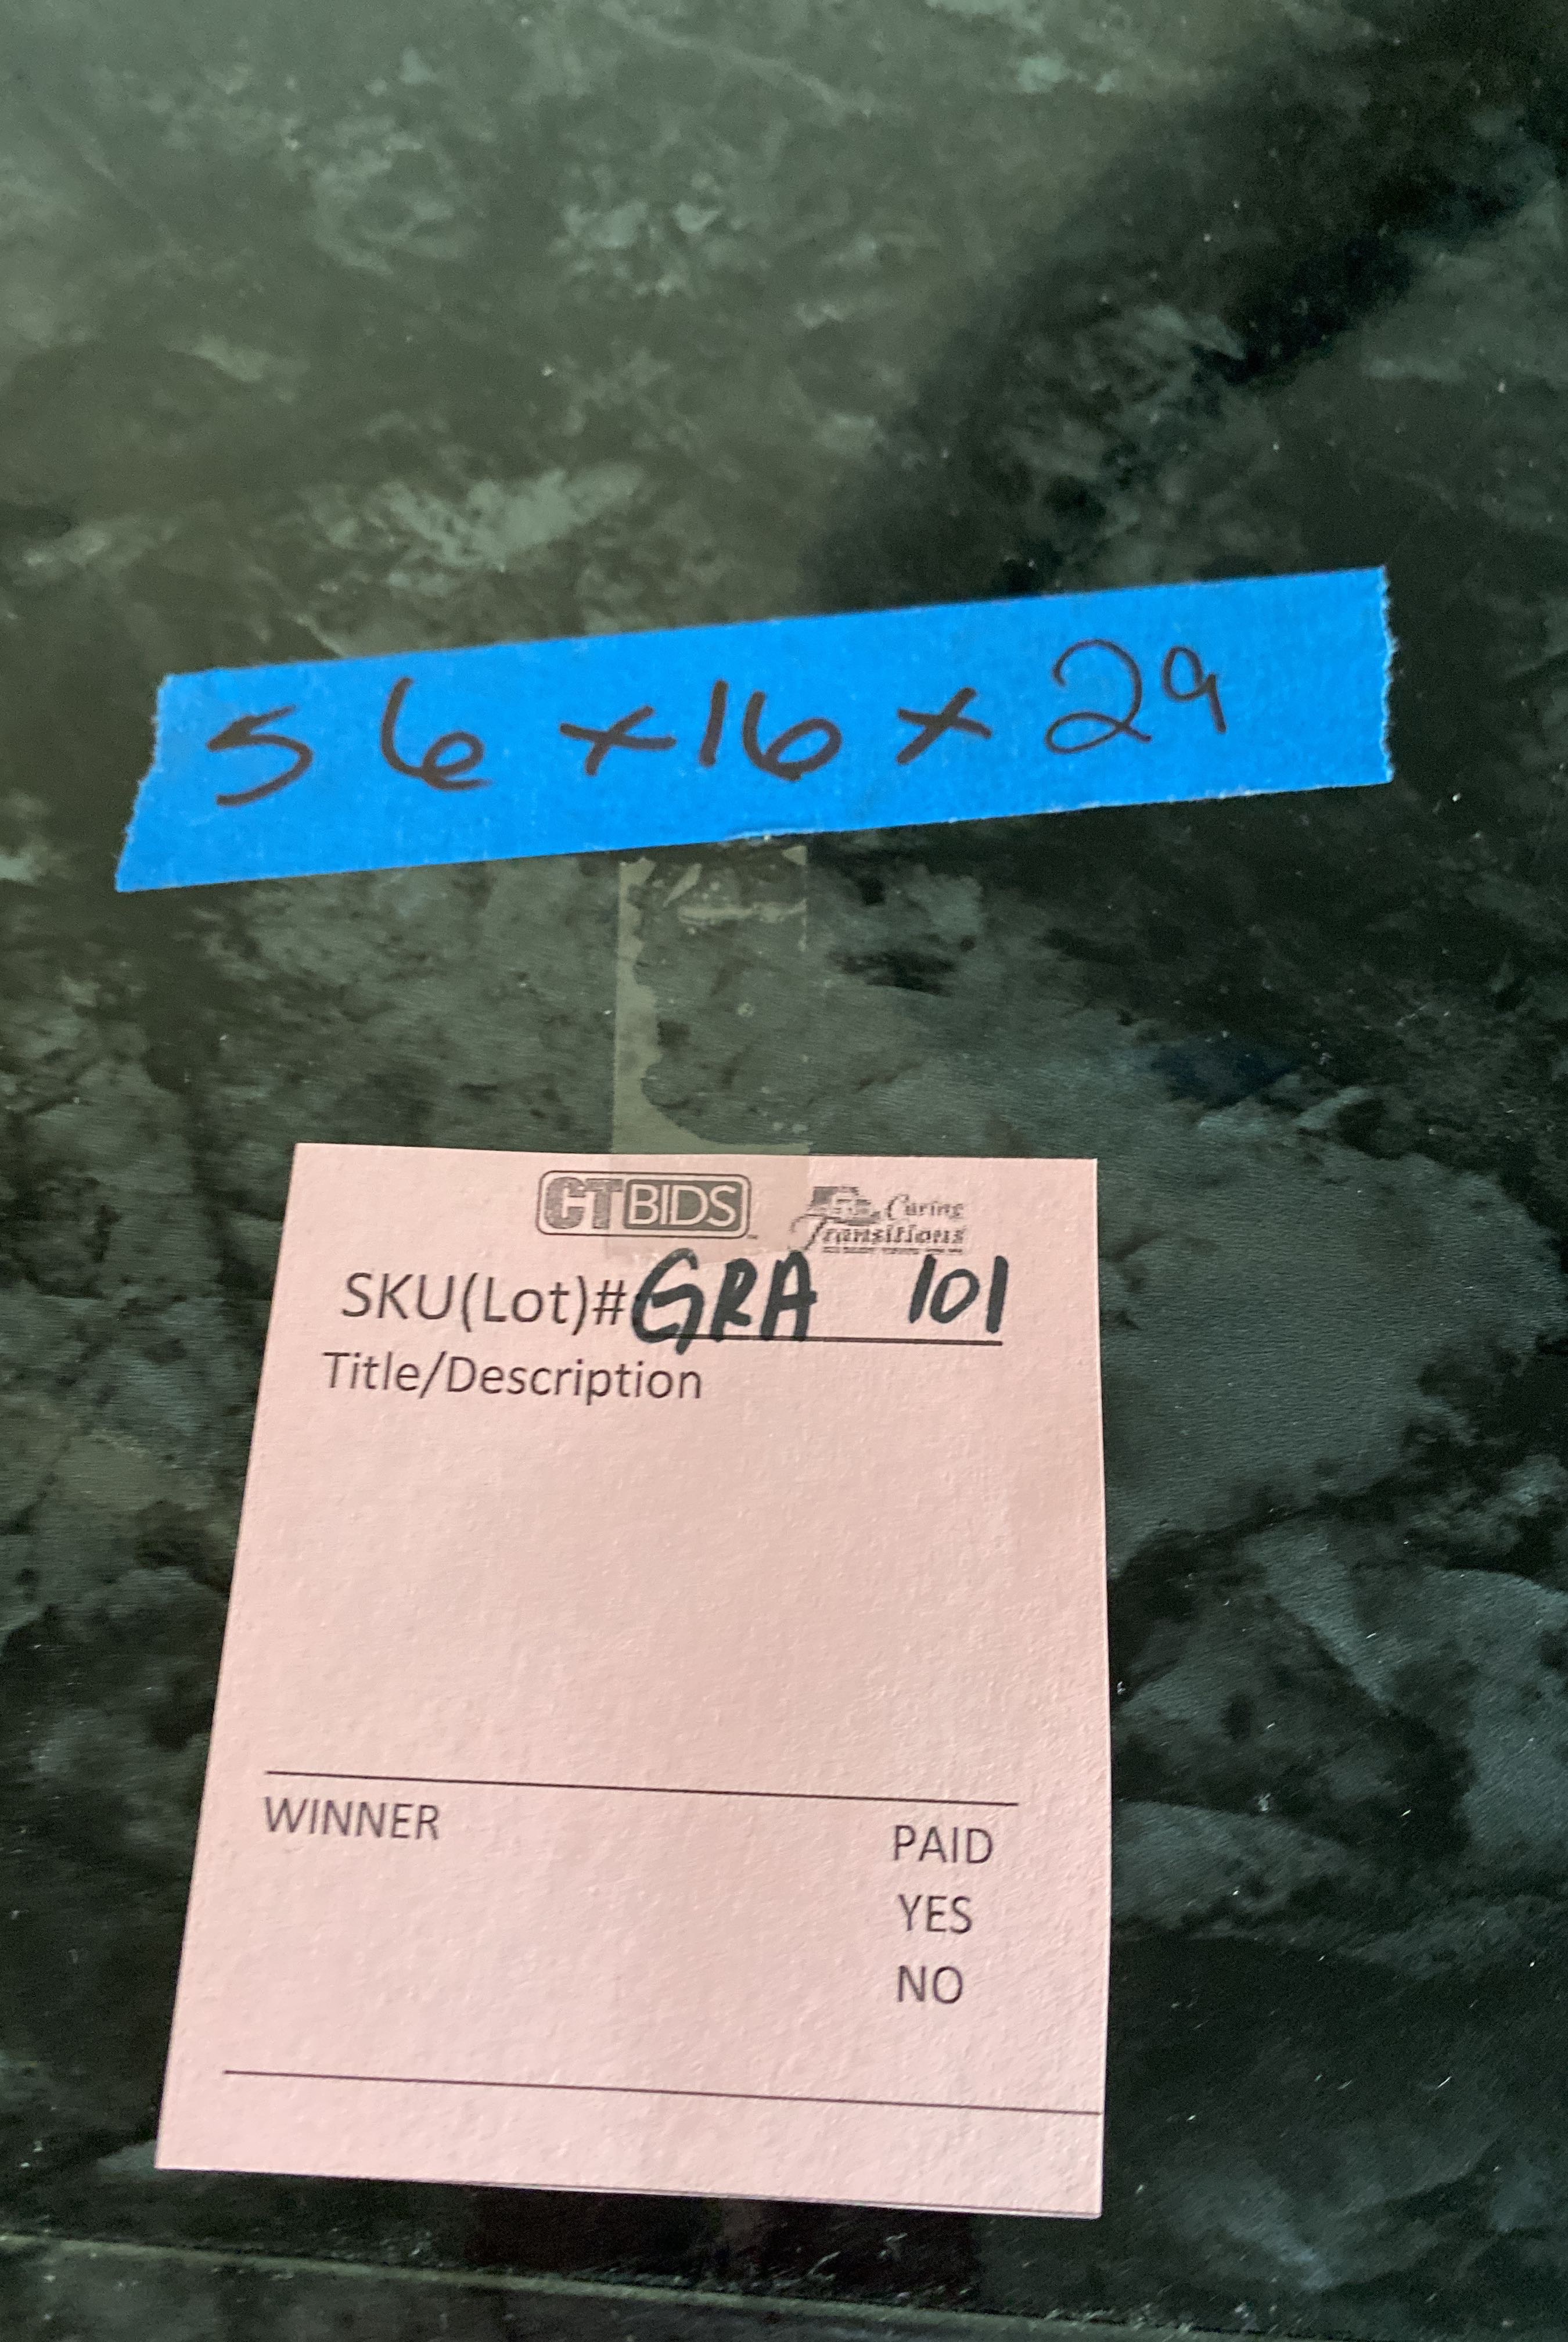 56 x 16 x 29
CTBIDS
Caring
Transitions
SKU(Lot)# GRA 101
Title/Description
WINNER
PAID
YES
NO